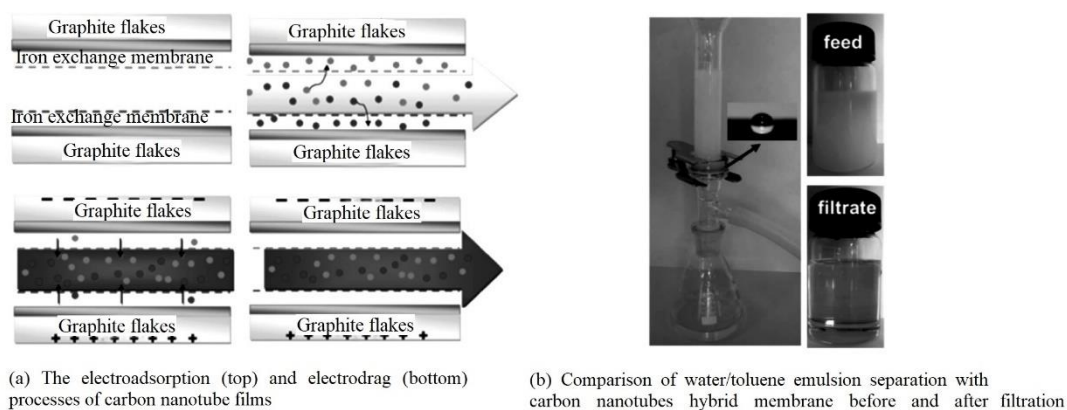 Graphite flakes
Graphite flakes
Iron exchange membrane
Iron exchange membrane
Graphite flakes
Graphite flakes
Graphite flakes
Graphite flakes
Graphite flakes
Graphite flakes
feed
filtrate
(a) The electroadsorption (top) and electrodrag (bottom)
processes of carbon nanotube films
(b) Comparison of water/toluene emulsion separation with
carbon nanotubes hybrid membrane before and after filtration